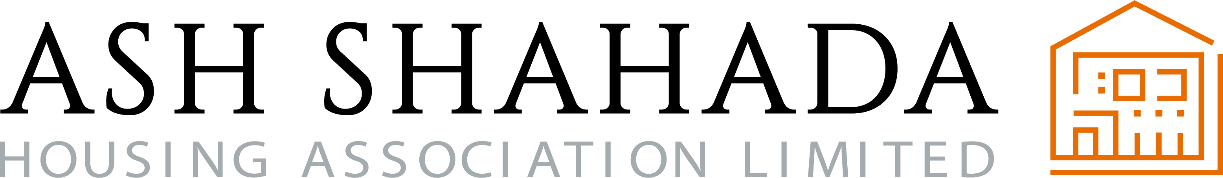 ASH SHAHADA
HOUSING ASSOCIATION LIMITED